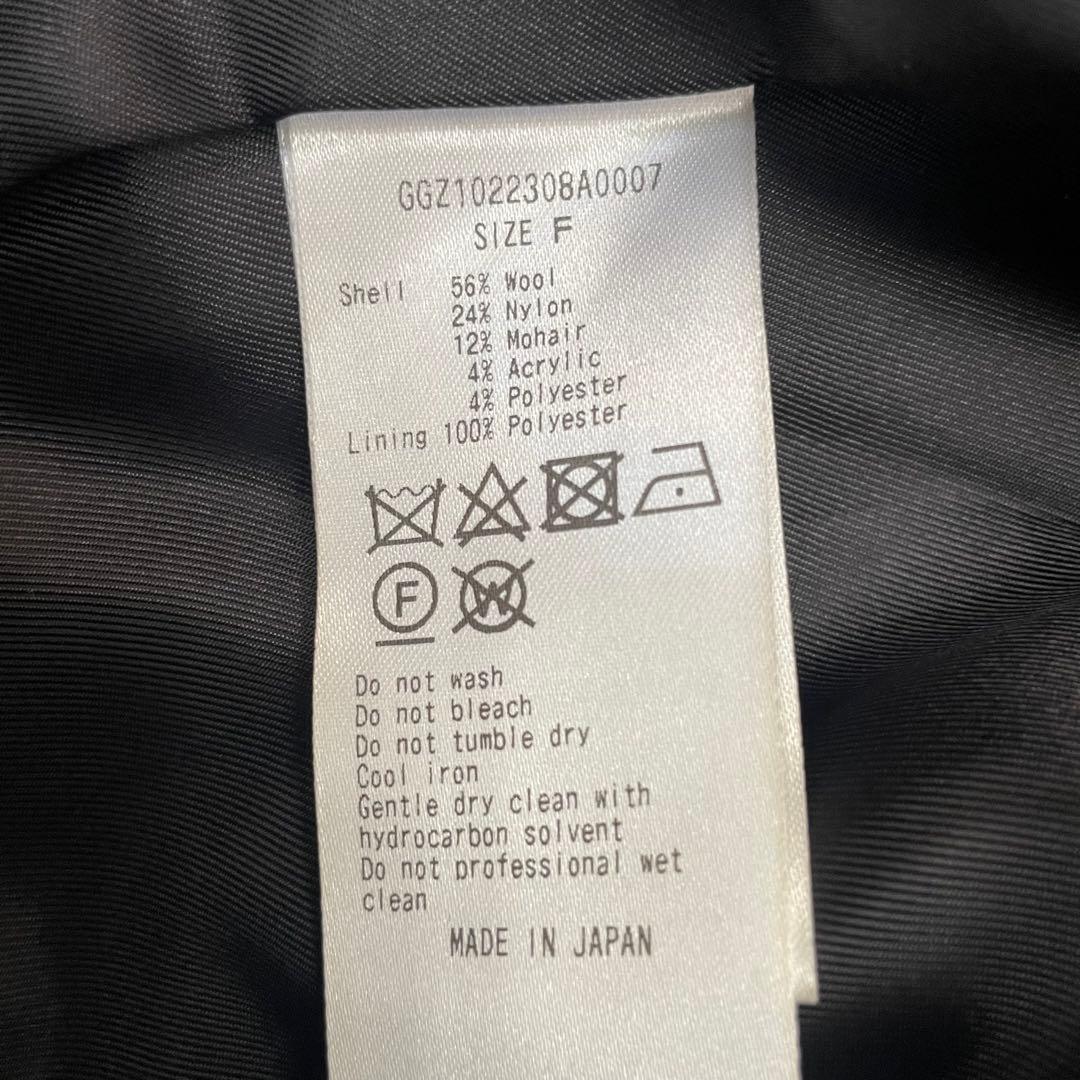 GGZ1022308A0007
SIZE F
Shell 56% Wool
24% Nylon
12% Mohair
4% Acrylic
4% Polyester
Lining 100% Polyester
F W
Do not wash
Do not bleach
Do not tumble dry
Cool iron
Gentle dry clean with
hydrocarbon solvent
Do not professional wet
clean
MADE IN JAPAN